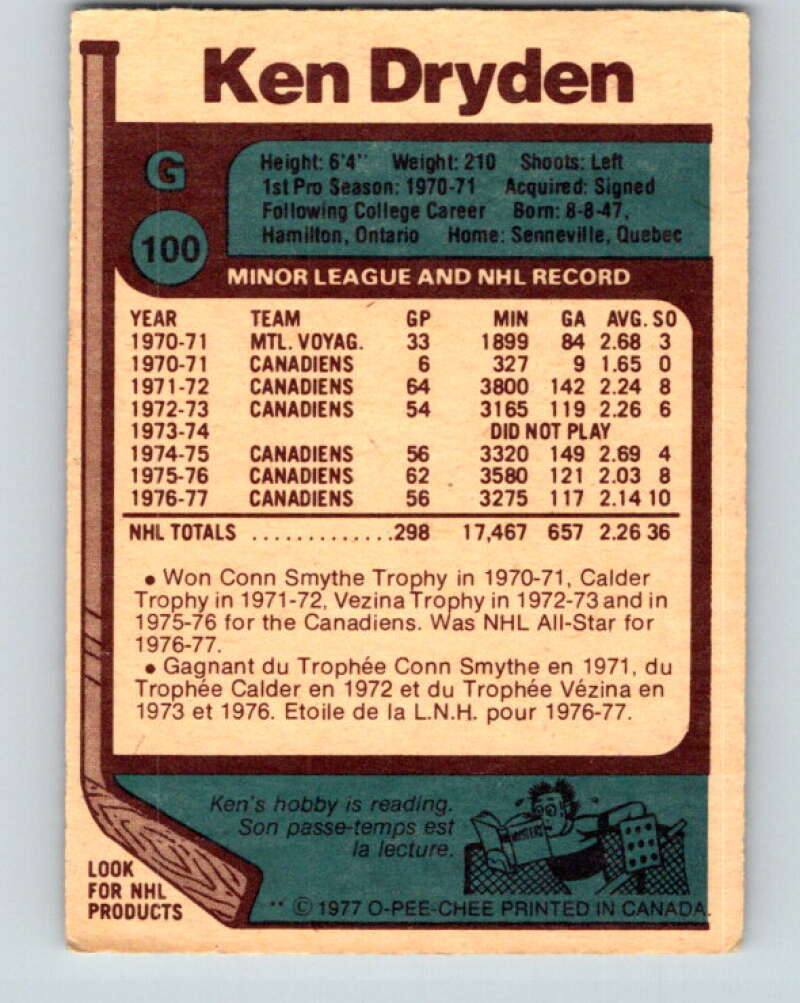 Ken Dryden
G
100
Height: 6'4" Weight: 210 Shoots: Left
1st Pro Season: 1970-71 Acquired: Signed
Following College Career Born: 8-8-47,
Hamilton, Ontario Home: Senneville, Quebec
MINOR LEAGUE AND NHL RECORD
YEAR TEAM GP MIN GA AVG. SO
1970-71 MTL. VOYAG. 33 1899 84 2.68 3
1970-71 CANADIENS 6 327 9 1.65 0
1971-72 CANADIENS 64 3800 142 2.24 8
1972-73 CANADIENS 54 3165 119 2.26 6
1973-74 DID NOT PLAY
1974-75 CANADIENS 56 3320 149 2.69 4
1975-76 CANADIENS 62 3580 121 2.03 8
1976-77 CANADIENS 56 3275 117 2.14 10
NHL TOTALS .............298 17,467 657 2.26 36
• Won Conn Smythe Trophy in 1970-71, Calder
Trophy in 1971-72, Vezina Trophy in 1972-73 and in
1975-76 for the Canadiens. Was NHL All-Star for
1976-77.
• Gagnant du Trophée Conn Smythe en 1971, du
Trophée Calder en 1972 et du Trophée Vézina en
1973 et 1976. Etoile de la L.N.H. pour 1976-77.
Ken's hobby is reading.
Son passe-temps est
la lecture.
MYSTERY
LOOK
FOR NHL
PRODUCTS
** © 1977 O-PEE-CHEE PRINTED IN CANADA.